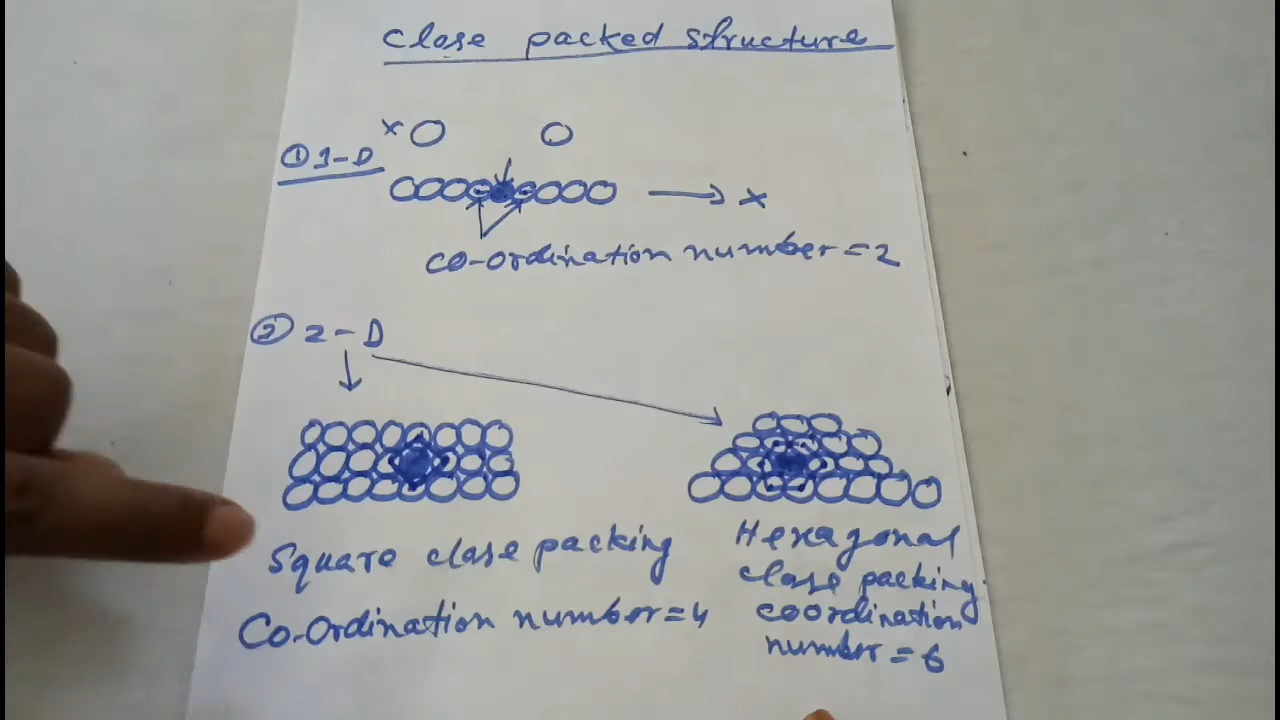 Close packed structure
① 1-D
x
x
co-ordination number = 2
② 2-D
Square close packing
Co-Ordination number = 4
Hexagonal
close packing
coordination
number = 6